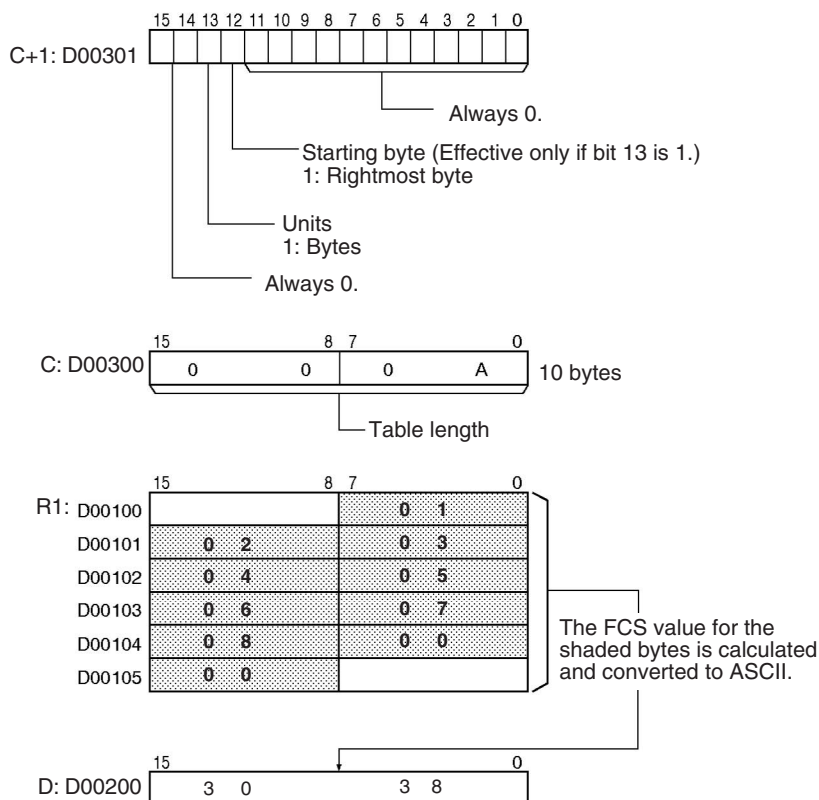 15 14 13 12 11 10 9 8 7 6 5 4 3 2 1 0
C+1: D00301
Always 0.
Starting byte (Effective only if bit 13 is 1.)
1: Rightmost byte
Units
1: Bytes
Always 0.
15 8 7 0
C: D00300 0 0 0 A 10 bytes
Table length
15 8 7 0
R1: D00100 0 1
D00101 0 2 0 3
D00102 0 4 0 5
D00103 0 6 0 7
D00104 0 8 0 0
D00105 0 0
The FCS value for the
shaded bytes is calculated
and converted to ASCII.
15 0
D: D00200 3 0 3 8